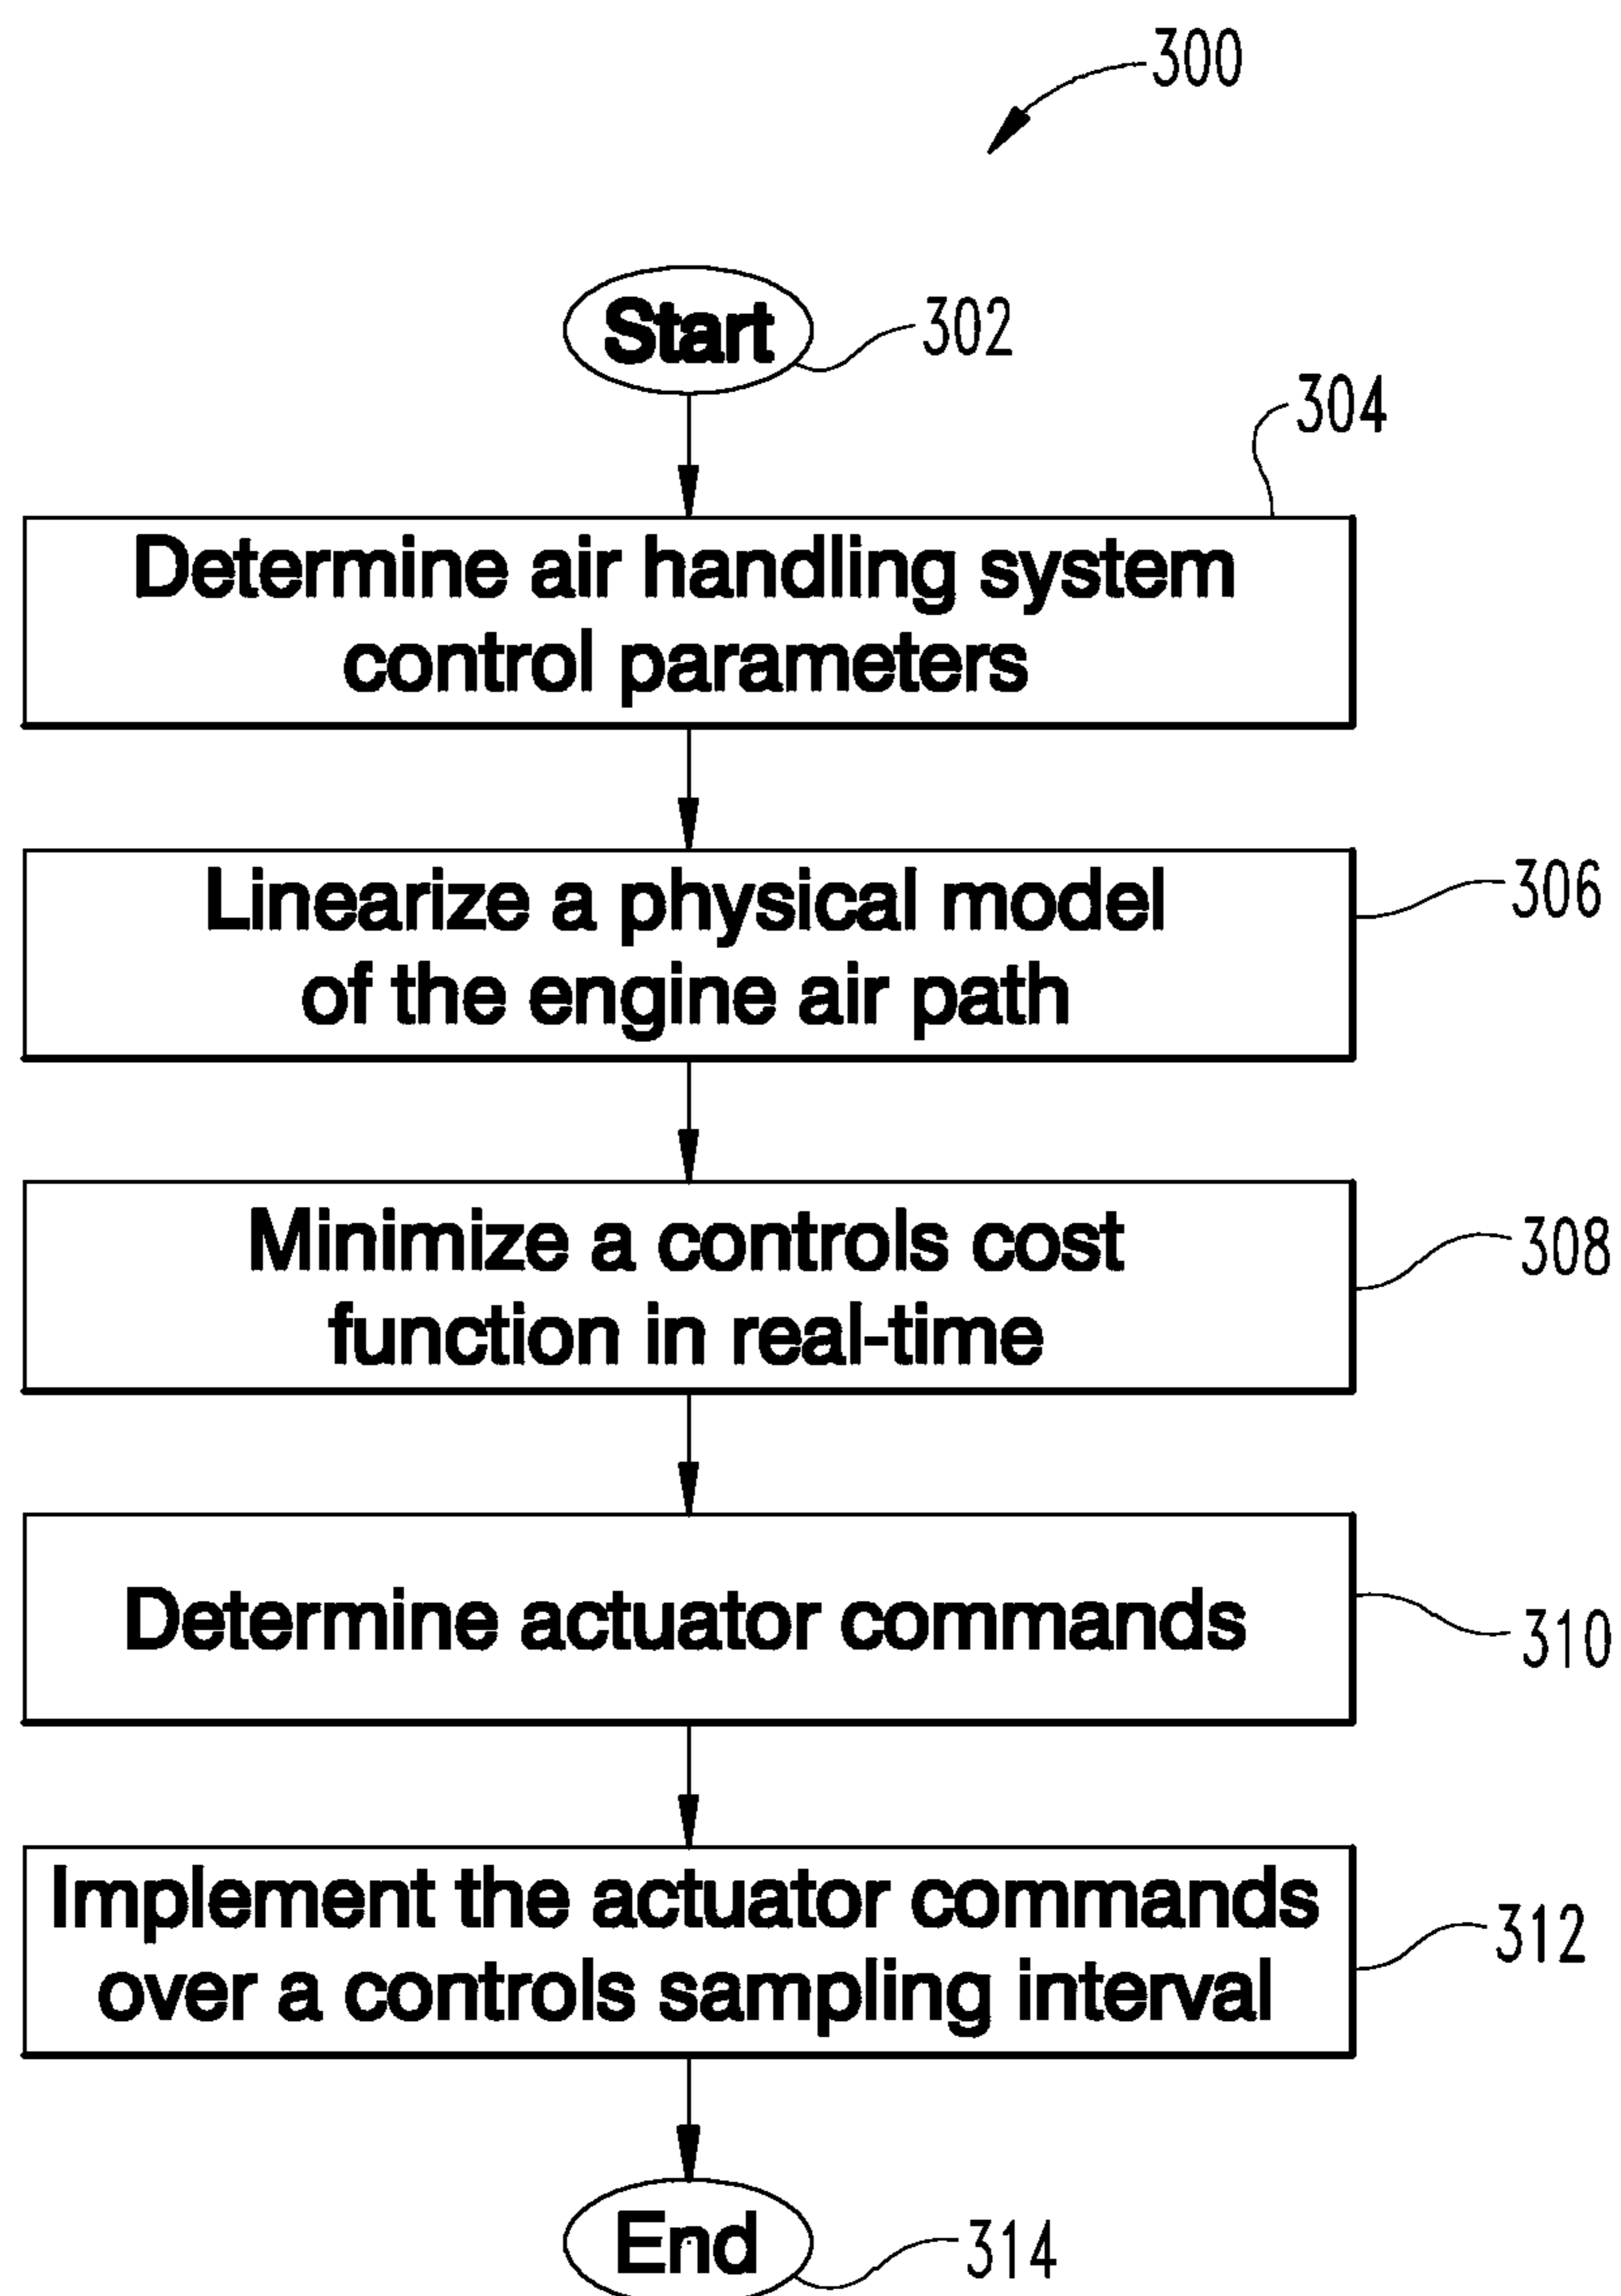 300
Start
302
304
Determine air handling system
control parameters
Linearize a physical model
of the engine air path
306
Minimize a controls cost
function in real-time
308
Determine actuator commands
310
Implement the actuator commands
over a controls sampling interval
312
End
314